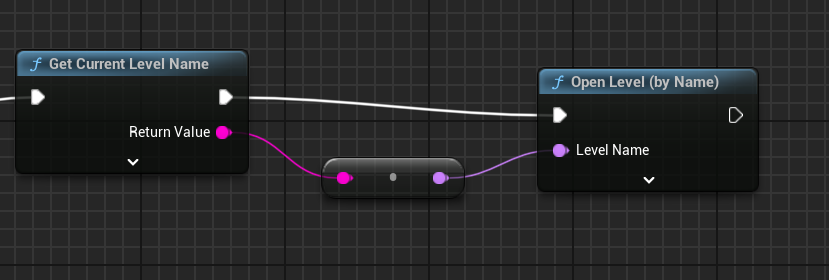 f Get Current Level Name
Return Value
f Open Level (by Name)
Level Name